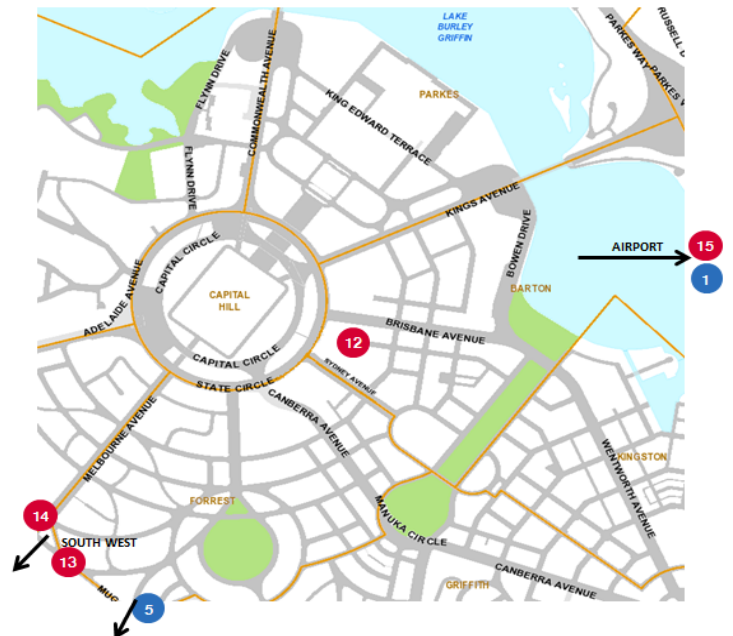 LAKE
BURLEY
GRIFFIN
RUSSELL D
PARKES WAY
PARKES W
FLYNN DRIVE
COMMONWEALTH AVENUE
PARKES
KING EDWARD TERRACE
FLYNN DRIVE
KINGS AVENUE
BOWEN DRIVE
AIRPORT
15
1
CAPITAL CIRCLE
ADELAIDE AVENUE
CAPITAL
HILL
BARTON
BRISBANE AVENUE
12
CAPITAL CIRCLE
STATE CIRCLE
SYDNEY AVENUE
CANBERRA AVENUE
MELBOURNE AVENUE
WENTWORTH AVENUE
KINGSTON
FORREST
MANUKA CIRCLE
14
SOUTH WEST
13
MUG
5
GRIFFITH
CANBERRA AVENUE